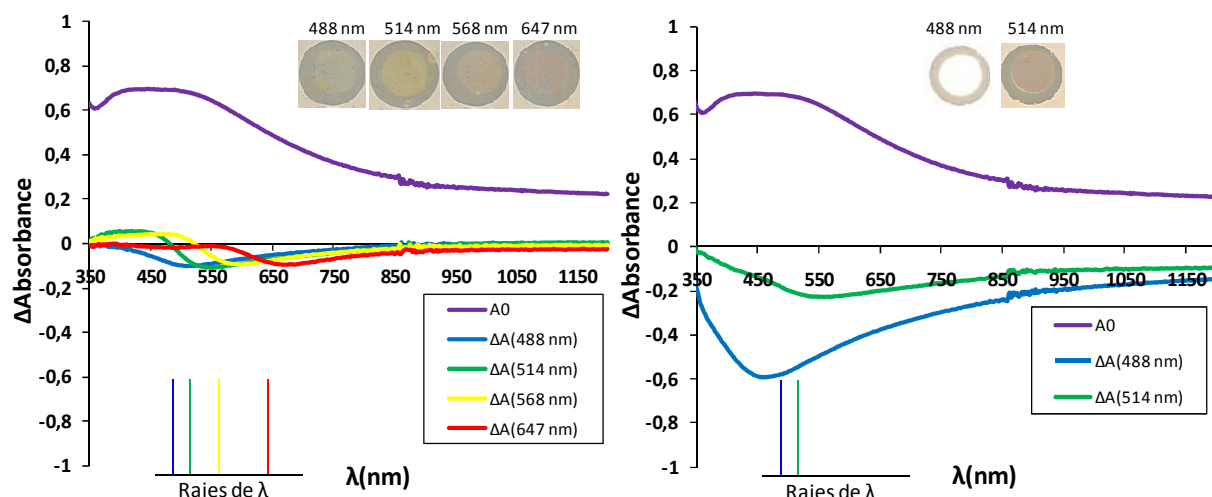 488 nm 514 nm 568 nm 647 nm
1
0,8
0,6
0,4
0,2
0
-0,2
-0,4
-0,6
-0,8
-1
350 450 550 650 750 850 950 1050 1150
ΔAbsorbance
A0
ΔA(488 nm)
ΔA(514 nm)
ΔA(568 nm)
ΔA(647 nm)
λ(nm)
Raies de λ
488 nm 514 nm
1
0,8
0,6
0,4
0,2
0
-0,2
-0,4
-0,6
-0,8
-1
350 450 550 650 750 850 950 1050 1150
ΔAbsorbance
A0
ΔA(488 nm)
ΔA(514 nm)
λ(nm)
Raies de λ